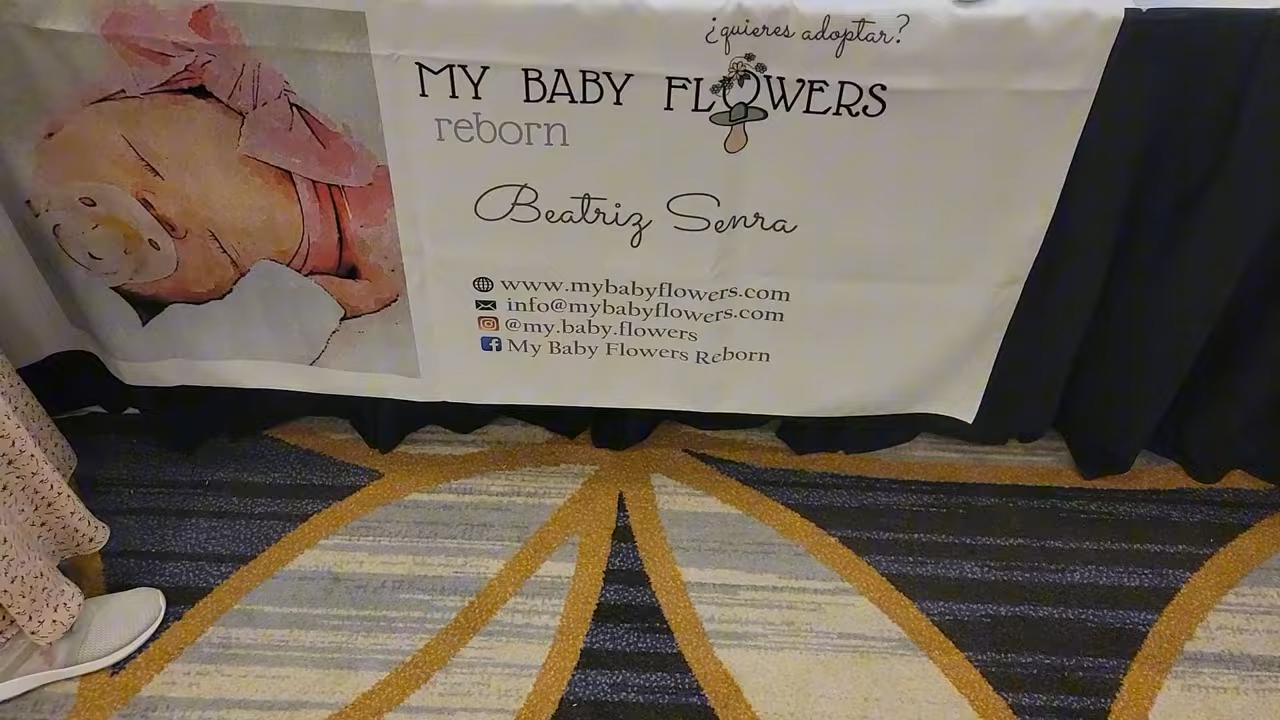 ¿quieres adoptar?
MY BABY FLOWERS
reborn
Beatriz Senra
www.mybabyflowers.com
info@mybabyflowers.com
@my.baby.flowers
My Baby Flowers Reborn